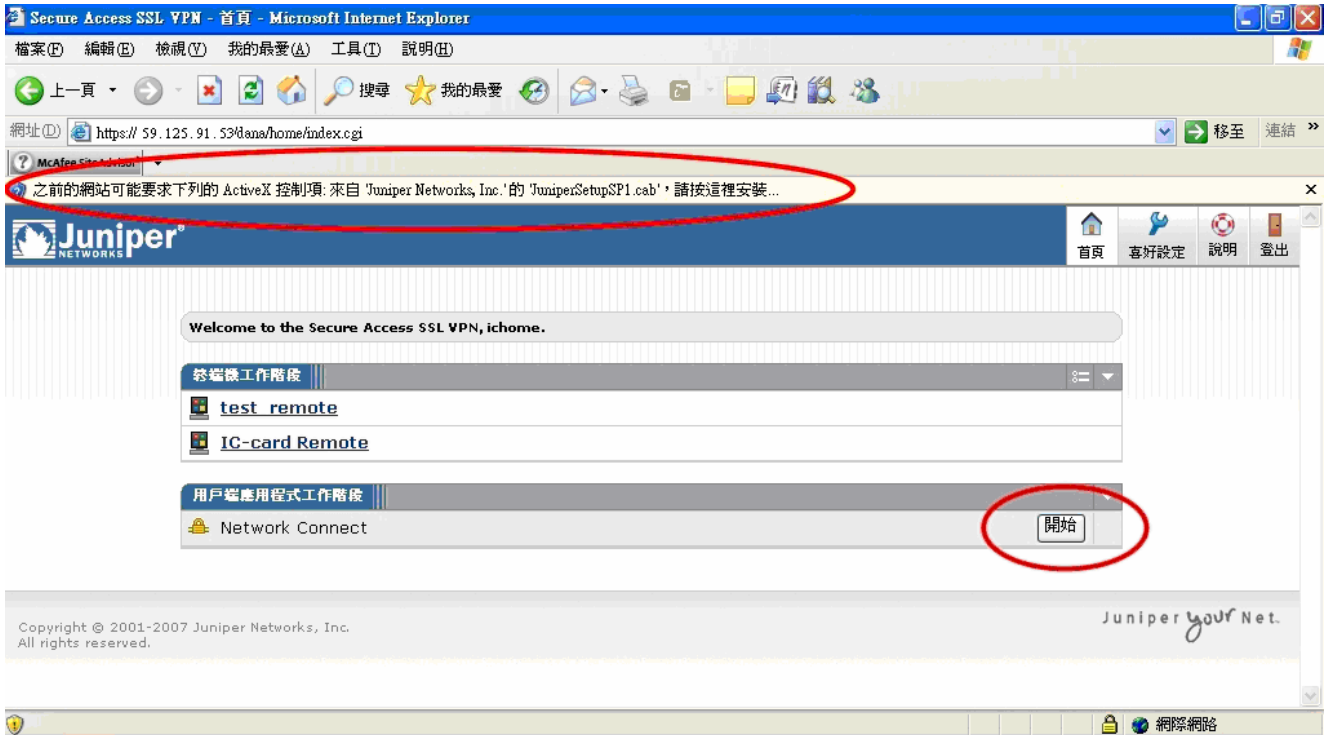 Secure Access SSL VPN - 首頁 - Microsoft Internet Explorer
檔案(F) 編輯(E) 檢視(V) 我的最愛(A) 工具(T) 說明(H)
上一頁 搜尋 我的最愛
網址(D) https:// 59.125.91.53/dana/home/index.cgi 移至 連結 »
McAfee SiteAdvisor
之前的網站可能要求下列的 ActiveX 控制項: 來自 'Juniper Networks, Inc.' 的 'JuniperSetupSP1.cab'，請按這裡安裝...
Juniper®
NETWORKS
首頁 喜好設定 說明 登出
Welcome to the Secure Access SSL VPN, ichome.
終端機工作階段
test remote
IC-card Remote
用戶端應用程式工作階段
Network Connect 開始
Copyright © 2001-2007 Juniper Networks, Inc.
All rights reserved.
Juniper your Net.
網際網路